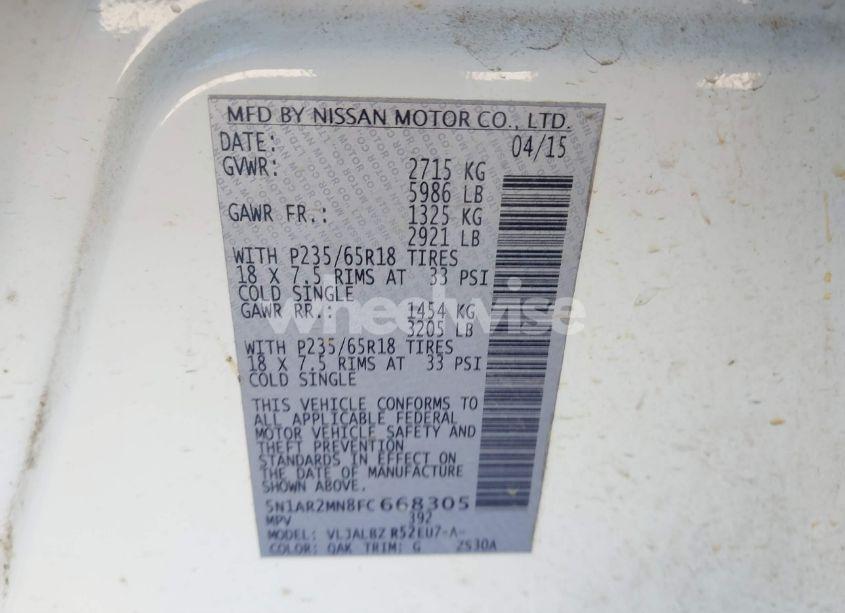 MFD BY NISSAN MOTOR CO., LTD.
DATE: 04/15
GVWR: 2715 KG
5986 LB
GAWR FR.: 1325 KG
2921 LB
WITH P235/65R18 TIRES
18 X 7.5 RIMS AT 33 PSI
COLD SINGLE
GAWR RR.: 1454 KG
3205 LB
WITH P235/65R18 TIRES
18 X 7.5 RIMS AT 33 PSI
COLD SINGLE
THIS VEHICLE CONFORMS TO
ALL APPLICABLE FEDERAL
MOTOR VEHICLE SAFETY AND
THEFT PREVENTION
STANDARDS IN EFFECT ON
THE DATE OF MANUFACTURE
SHOWN ABOVE.
5N1AR2MN8FC668305
MPV 392
MODEL: VLJALBZ R52EU7-A-
COLOR: QAK TRIM: G 2530A
wheelwise